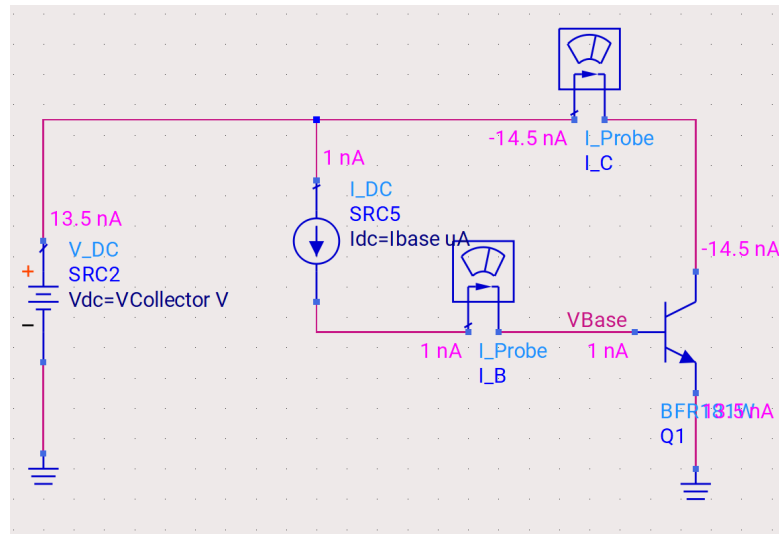 -14.5 nA
I_Probe
I_C
1 nA
I_DC
SRC5
Idc=Ibase uA
13.5 nA
V_DC
SRC2
Vdc=VCollector V
+
−
-14.5 nA
VBase
1 nA
I_Probe
I_B
1 nA
Q1